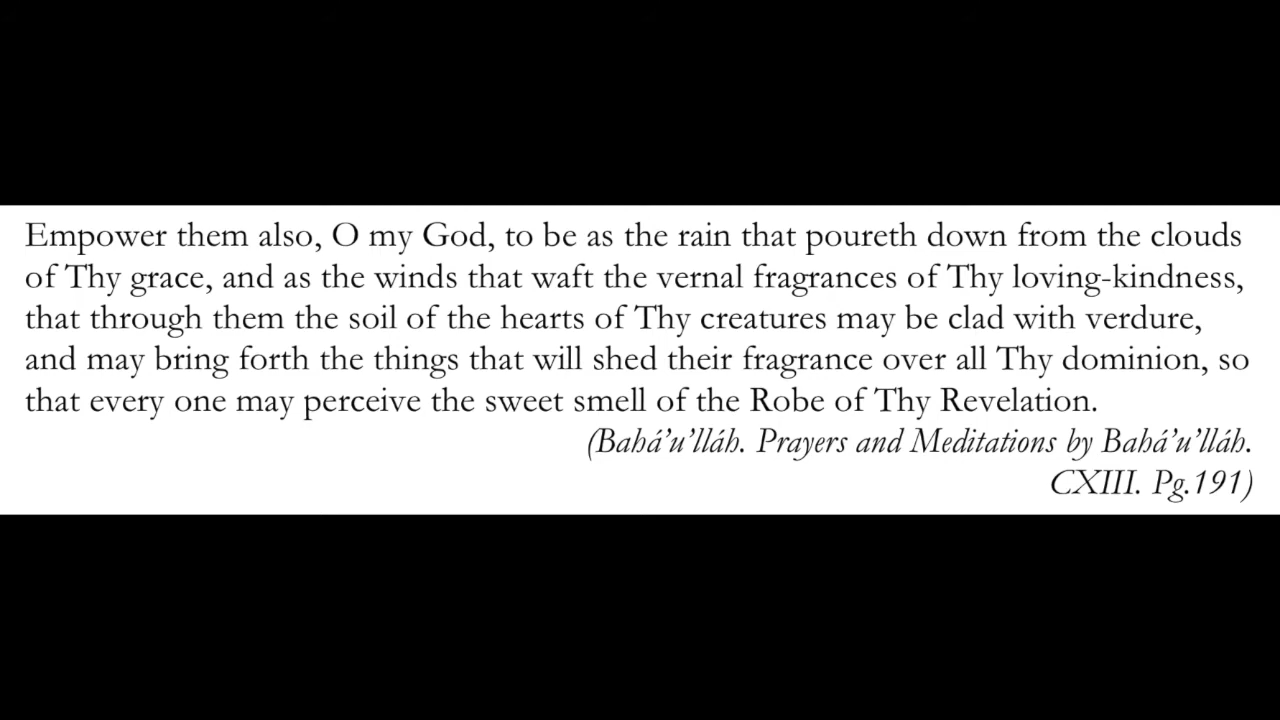 Empower them also, O my God, to be as the rain that poureth down from the clouds
of Thy grace, and as the winds that waft the vernal fragrances of Thy loving-kindness,
that through them the soil of the hearts of Thy creatures may be clad with verdure,
and may bring forth the things that will shed their fragrance over all Thy dominion, so
that every one may perceive the sweet smell of the Robe of Thy Revelation.
(Bahá’u’lláh. Prayers and Meditations by Bahá’u’lláh.
CXIII. Pg.191)